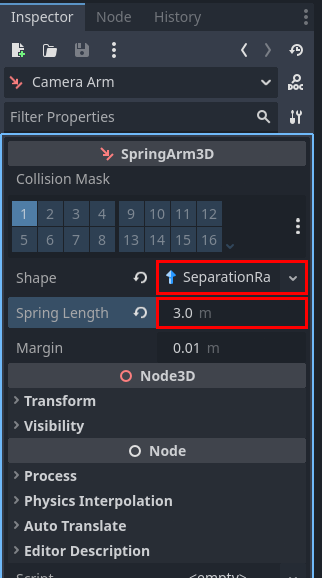 Inspector Node History
DOC
Camera Arm
Filter Properties
SpringArm3D
Collision Mask
1 2 3 4 9 10 11 12
5 6 7 8 13 14 15 16
Shape SeparationRa
Spring Length 3.0 m
Margin 0.01 m
Node3D
Transform
Visibility
Node
Process
Physics Interpolation
Auto Translate
Editor Description
Script <empty>